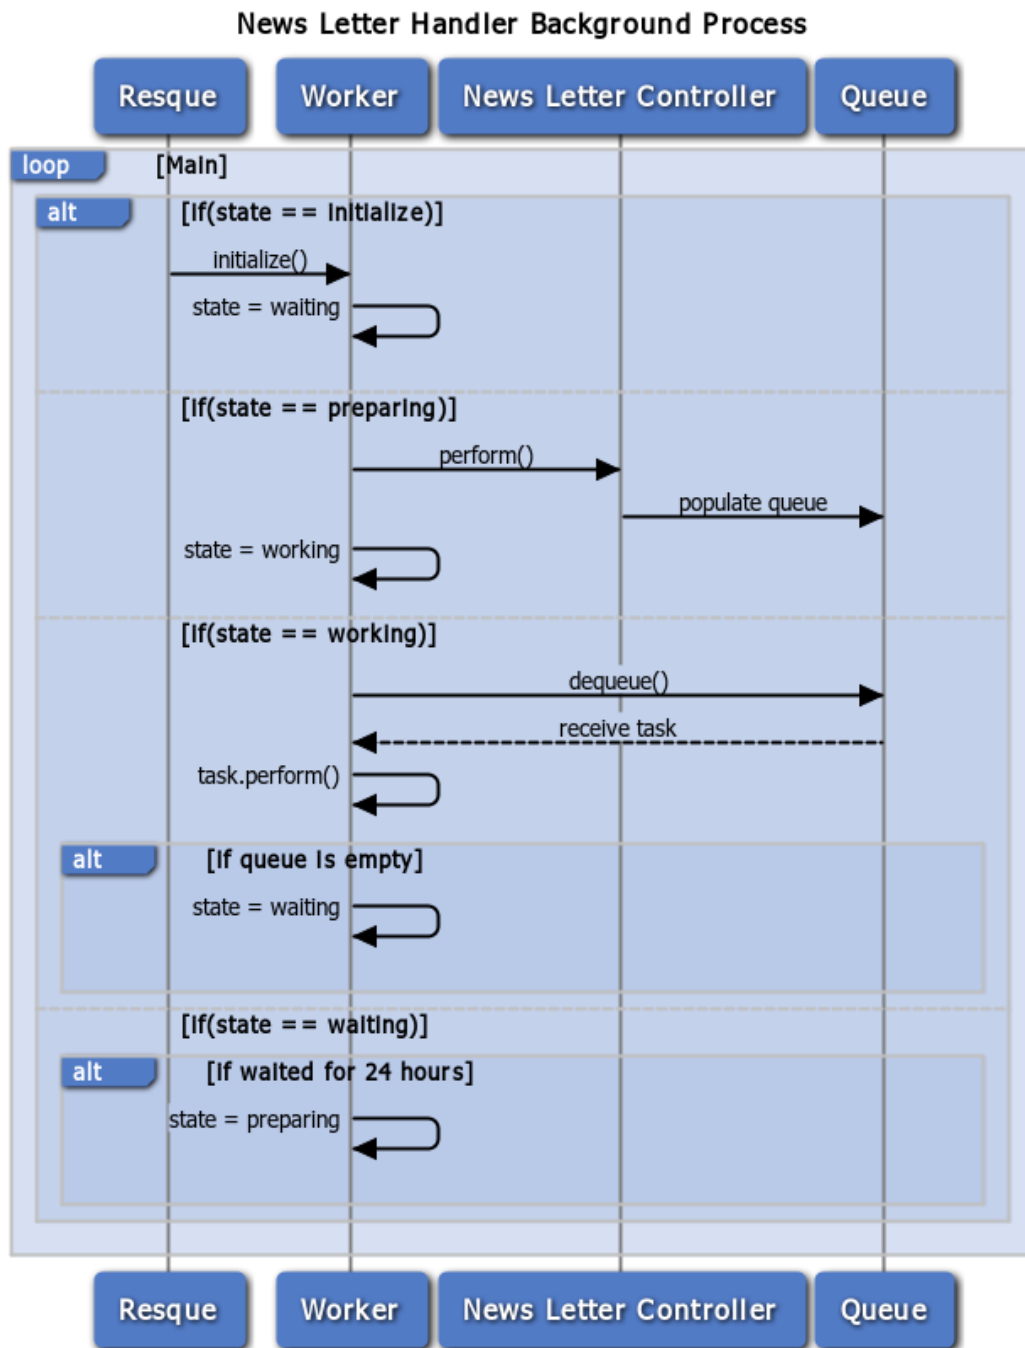 News Letter Handler Background Process
Resque Worker News Letter Controller Queue
loop [Main]
alt [if(state == initialize)]
initialize()
state = waiting
[if(state == preparing)]
perform()
populate queue
state = working
[if(state == working)]
dequeue()
receive task
task.perform()
alt [if queue is empty]
state = waiting
[if(state == waiting)]
alt [if waited for 24 hours]
state = preparing
Resque Worker News Letter Controller Queue